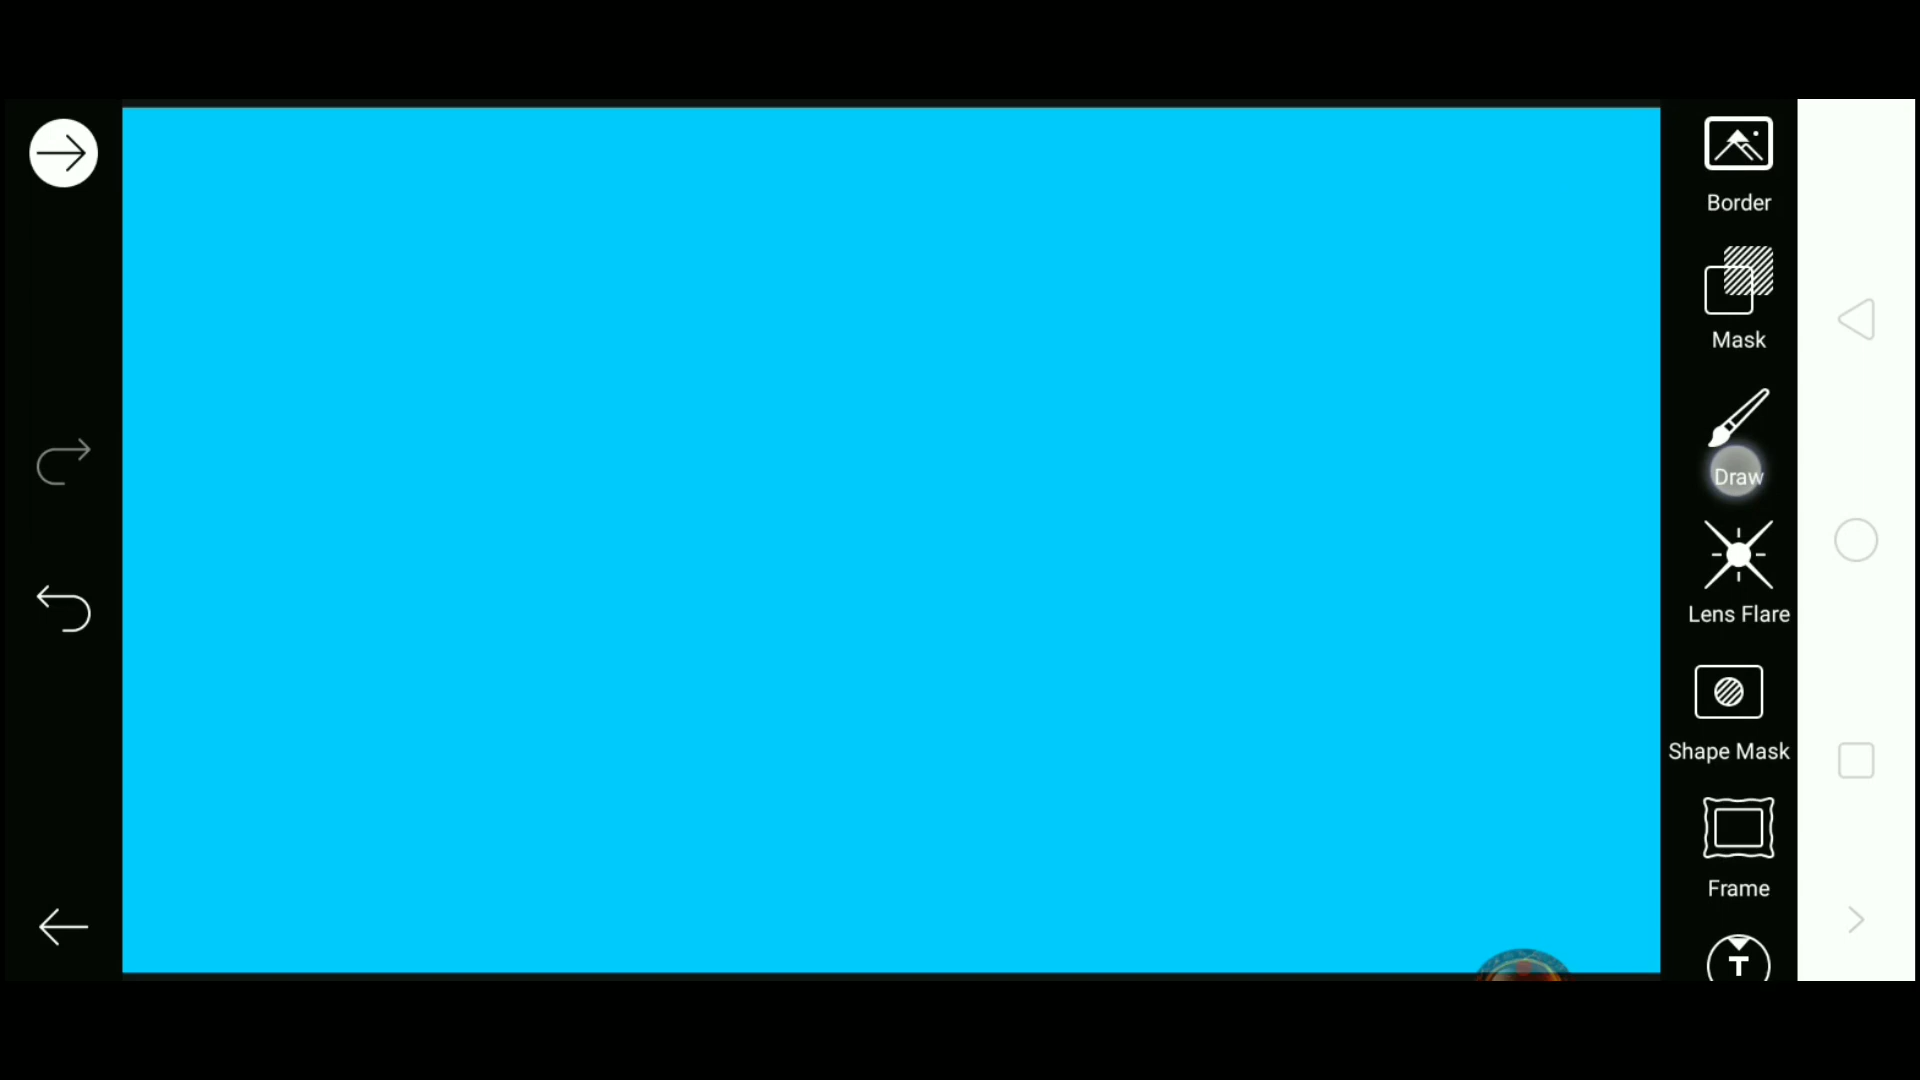 Border
Mask
Draw
Lens Flare
Shape Mask
Frame
T